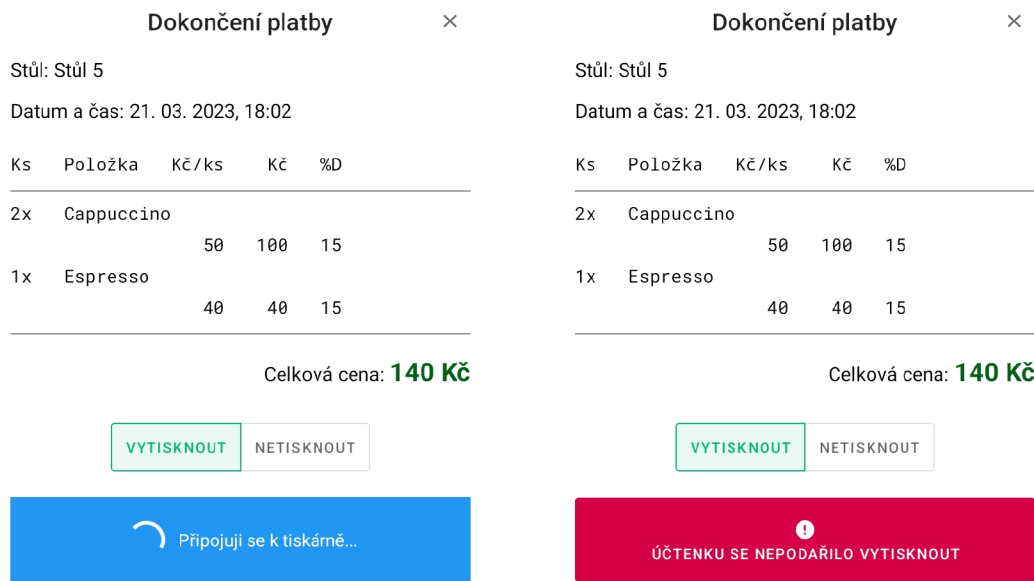 Dokončení platby ×
Stůl: Stůl 5
Datum a čas: 21. 03. 2023, 18:02
Ks Položka Kč/ks Kč %D
2x Cappuccino
50 100 15
1x Espresso
40 40 15
Celková cena: 140 Kč
VYTISKNOUT NETISKNOUT
Připojuji se k tiskárně...
Dokončení platby ×
Stůl: Stůl 5
Datum a čas: 21. 03. 2023, 18:02
Ks Položka Kč/ks Kč %D
2x Cappuccino
50 100 15
1x Espresso
40 40 15
Celková cena: 140 Kč
VYTISKNOUT NETISKNOUT
ÚČTENKU SE NEPODAŘILO VYTISKNOUT